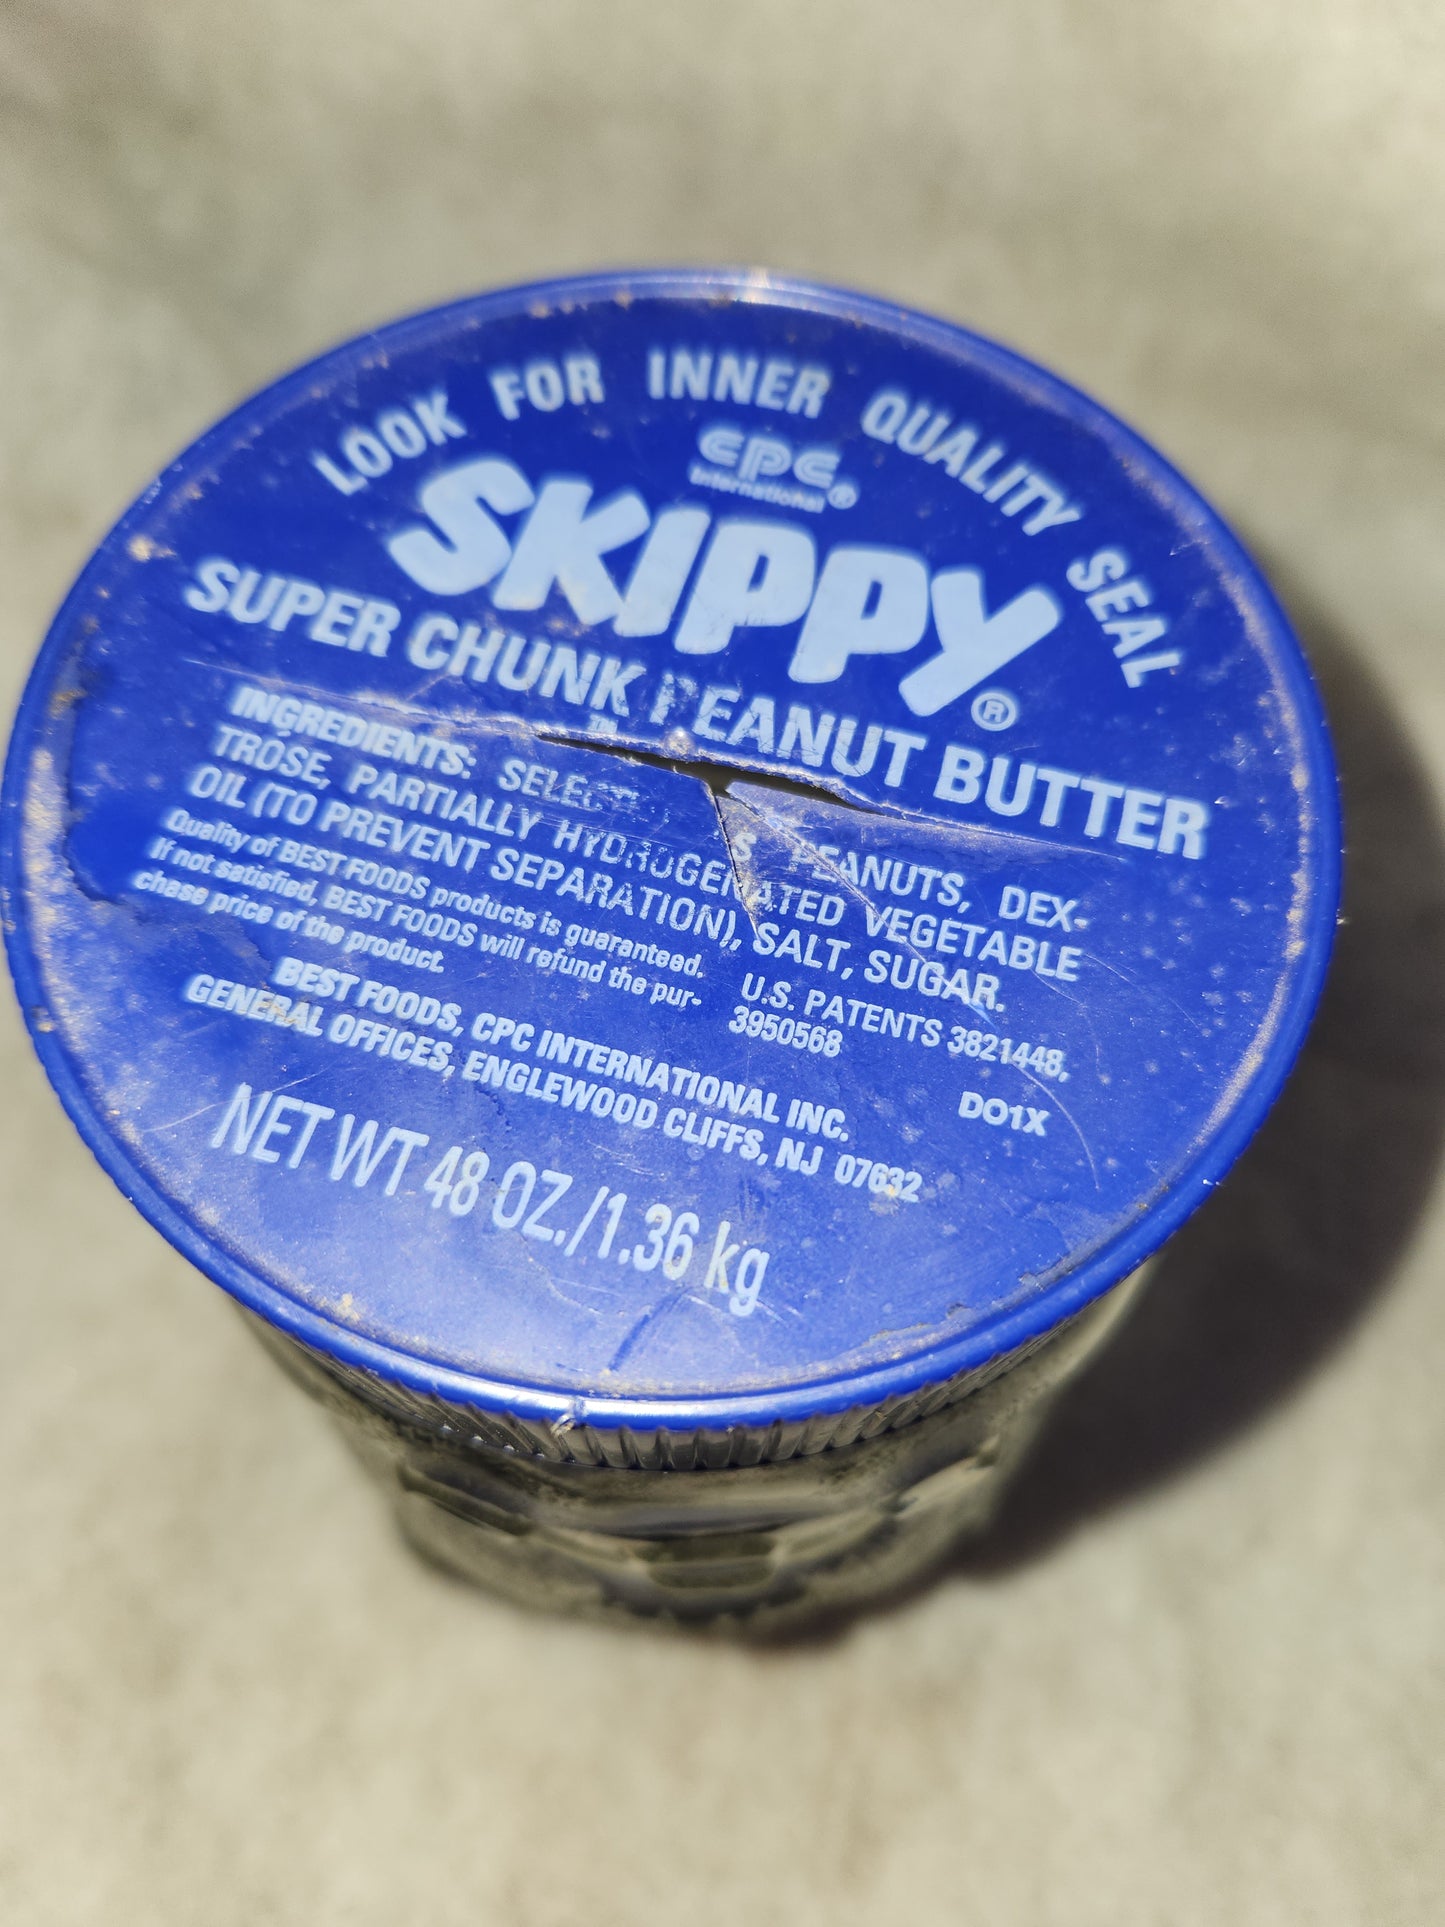 LOOK FOR INNER QUALITY SEAL
CPC
International®
SKIPPY®
SUPER CHUNK PEANUT BUTTER
TM
INGREDIENTS: PEANUTS, DEX-
TROSE, PARTIALLY HYDROGENATED VEGETABLE
OIL (TO PREVENT SEPARATION), SALT, SUGAR.
Quality of BEST FOODS products is guaranteed.
If not satisfied, BEST FOODS will refund the pur-
chase price of the product.
U.S. PATENTS 3821448,
3950568
BEST FOODS, CPC INTERNATIONAL INC.
GENERAL OFFICES, ENGLEWOOD CLIFFS, NJ 07632
DO1X
NET WT 48 OZ./1.36 kg